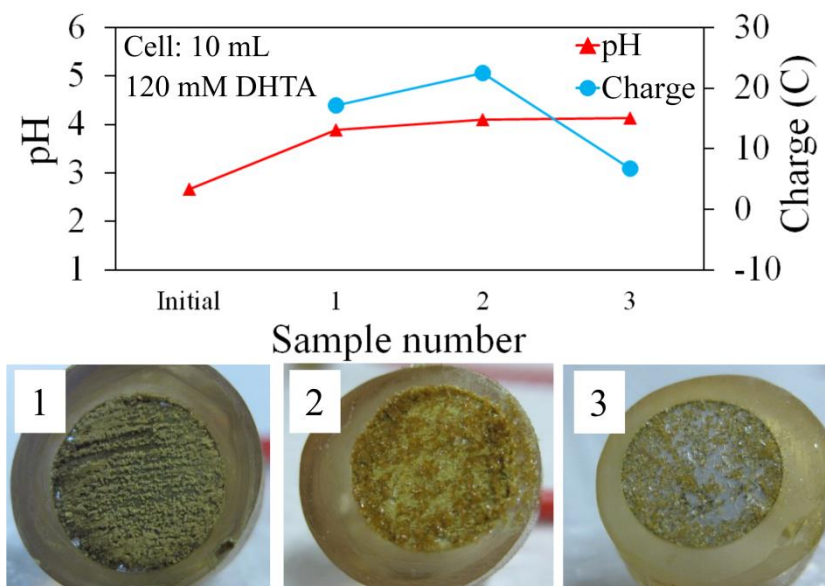 6
5
4
3
2
1
pH
Cell: 10 mL
120 mM DHTA
pH
Charge
30
20
10
0
-10
Charge (C)
Initial 1 2 3
Sample number
1 2 3